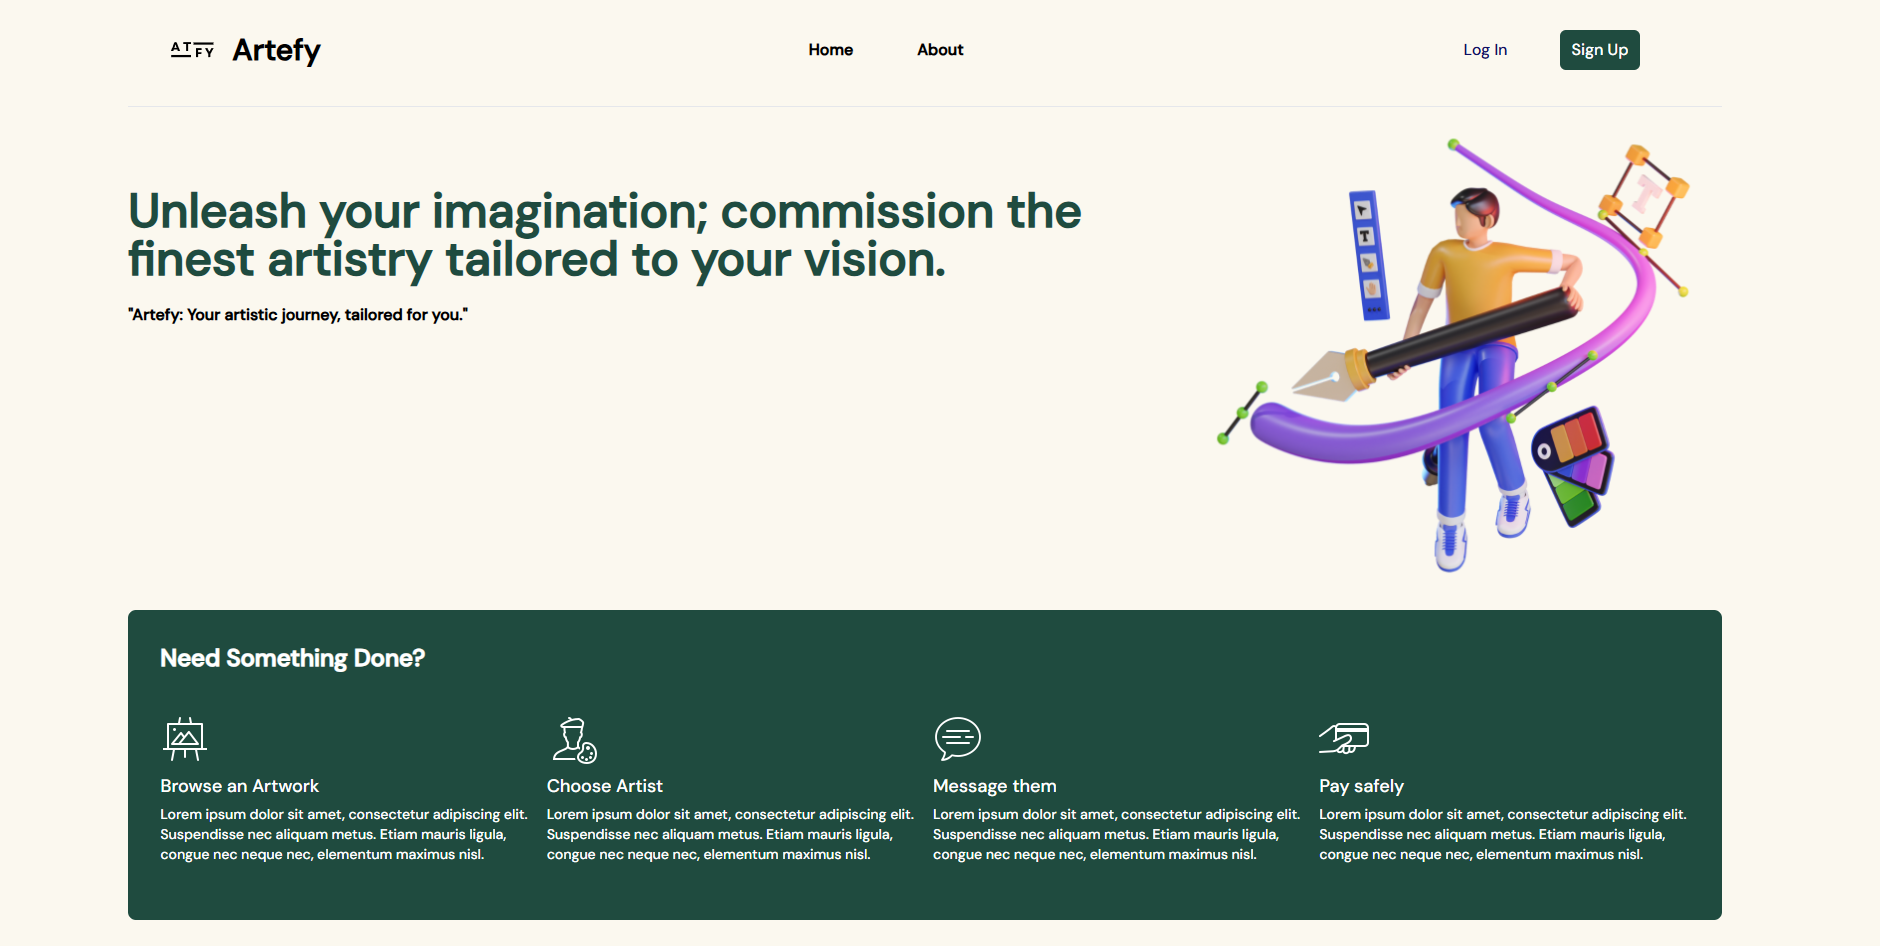 AT
FY
Artefy
Home
About
Log In
Sign Up
Unleash your imagination; commission the
finest artistry tailored to your vision.
"Artefy: Your artistic journey, tailored for you."
T
T
Need Something Done?
Browse an Artwork
Lorem ipsum dolor sit amet, consectetur adipiscing elit.
Suspendisse nec aliquam metus. Etiam mauris ligula,
congue nec neque nec, elementum maximus nisl.
Choose Artist
Lorem ipsum dolor sit amet, consectetur adipiscing elit.
Suspendisse nec aliquam metus. Etiam mauris ligula,
congue nec neque nec, elementum maximus nisl.
Message them
Lorem ipsum dolor sit amet, consectetur adipiscing elit.
Suspendisse nec aliquam metus. Etiam mauris ligula,
congue nec neque nec, elementum maximus nisl.
Pay safely
Lorem ipsum dolor sit amet, consectetur adipiscing elit.
Suspendisse nec aliquam metus. Etiam mauris ligula,
congue nec neque nec, elementum maximus nisl.